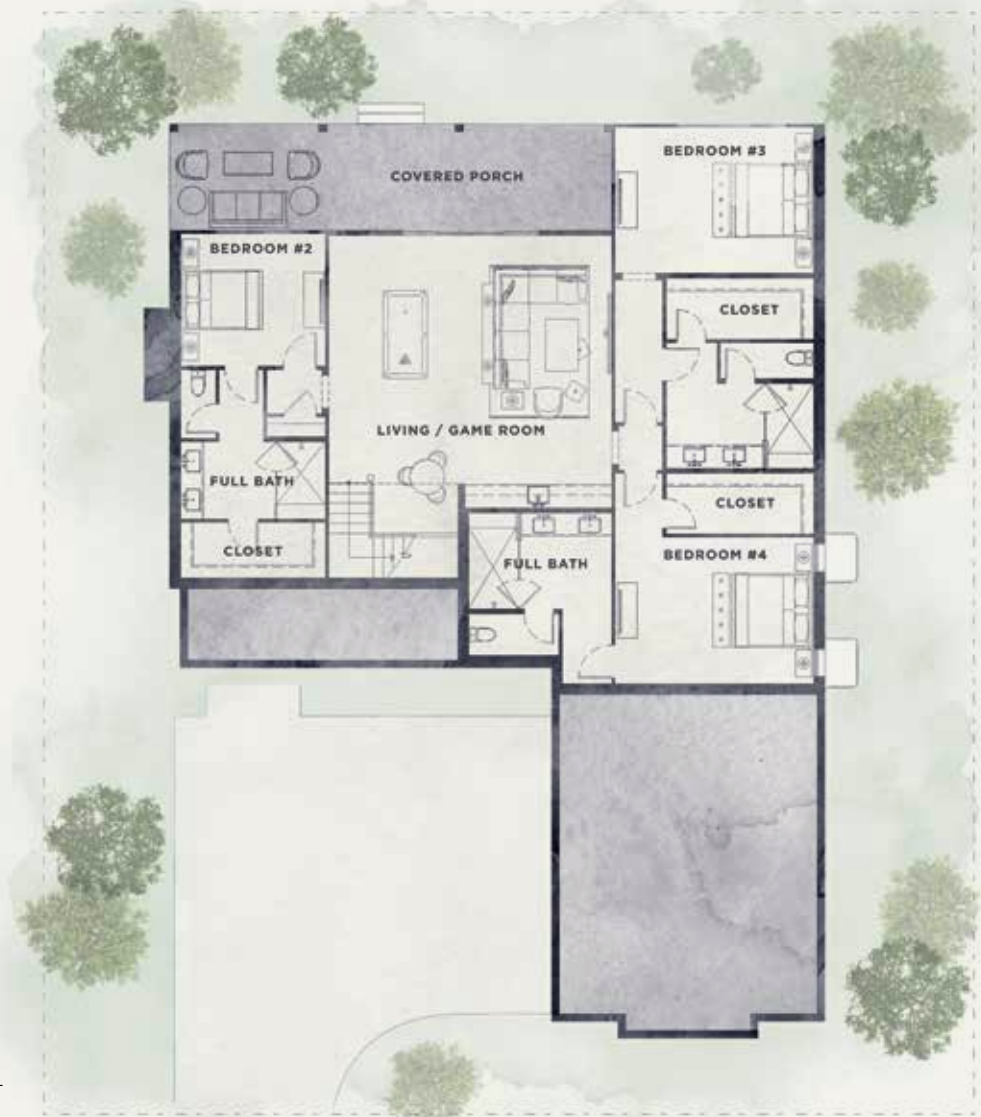 BEDROOM #3
COVERED PORCH
BEDROOM #2
CLOSET
LIVING / GAME ROOM
FULL BATH
CLOSET
CLOSET
BEDROOM #4
FULL BATH